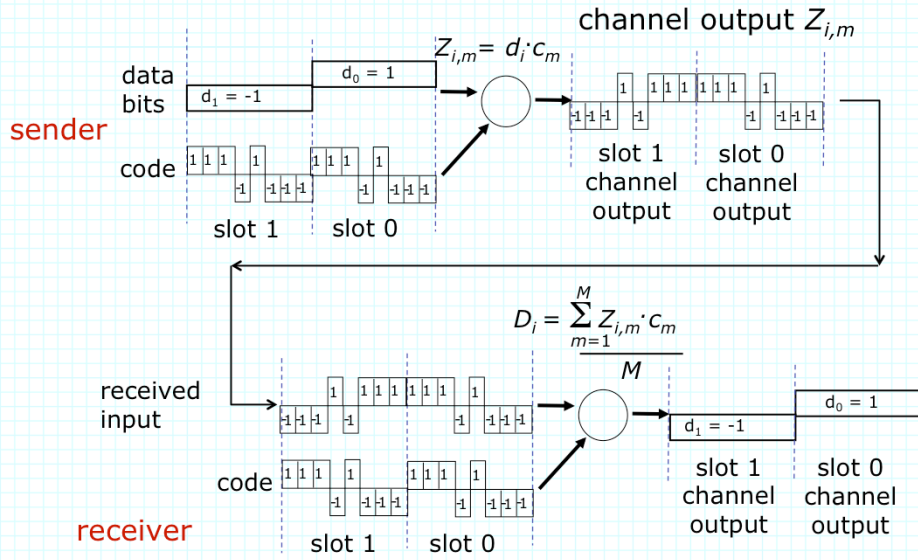 channel output Z_{i,m}
Z_{i,m} = d_i·c_m
data bits
d_1 = -1
d_0 = 1
sender
code
1 1 1 -1 1 -1 -1 -1
1 1 1 -1 1 -1 -1 -1
slot 1
slot 0
-1 -1 -1 1 -1 1 1 1
1 1 1 -1 1 -1 -1 -1
slot 1 channel output
slot 0 channel output
D_i = Σ_{m=1}^{M} Z_{i,m}·c_m
M
received input
-1 -1 -1 1 -1 1 1 1
1 1 1 -1 1 -1 -1 -1
code
1 1 1 -1 1 -1 -1 -1
1 1 1 -1 1 -1 -1 -1
slot 1
slot 0
receiver
d_1 = -1
d_0 = 1
slot 1 channel output
slot 0 channel output